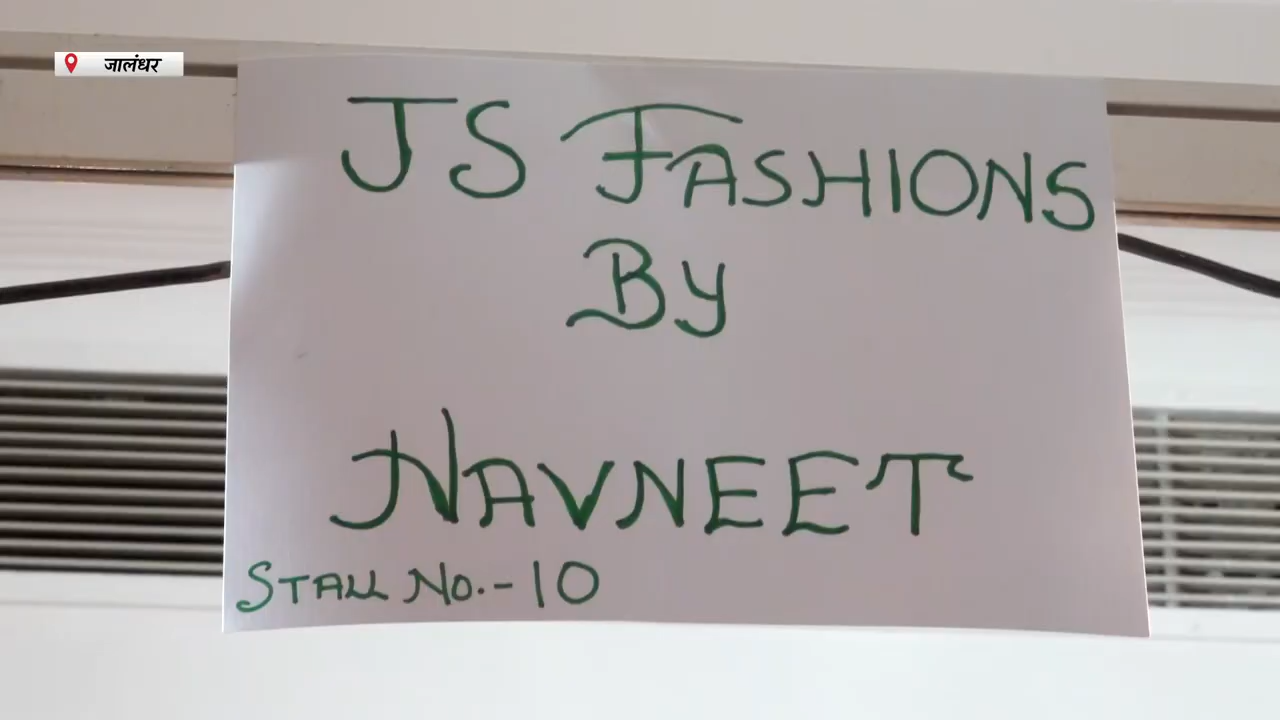 जालंधर
JS FASHIONS
BY
NAVNEET
STALL NO.-10